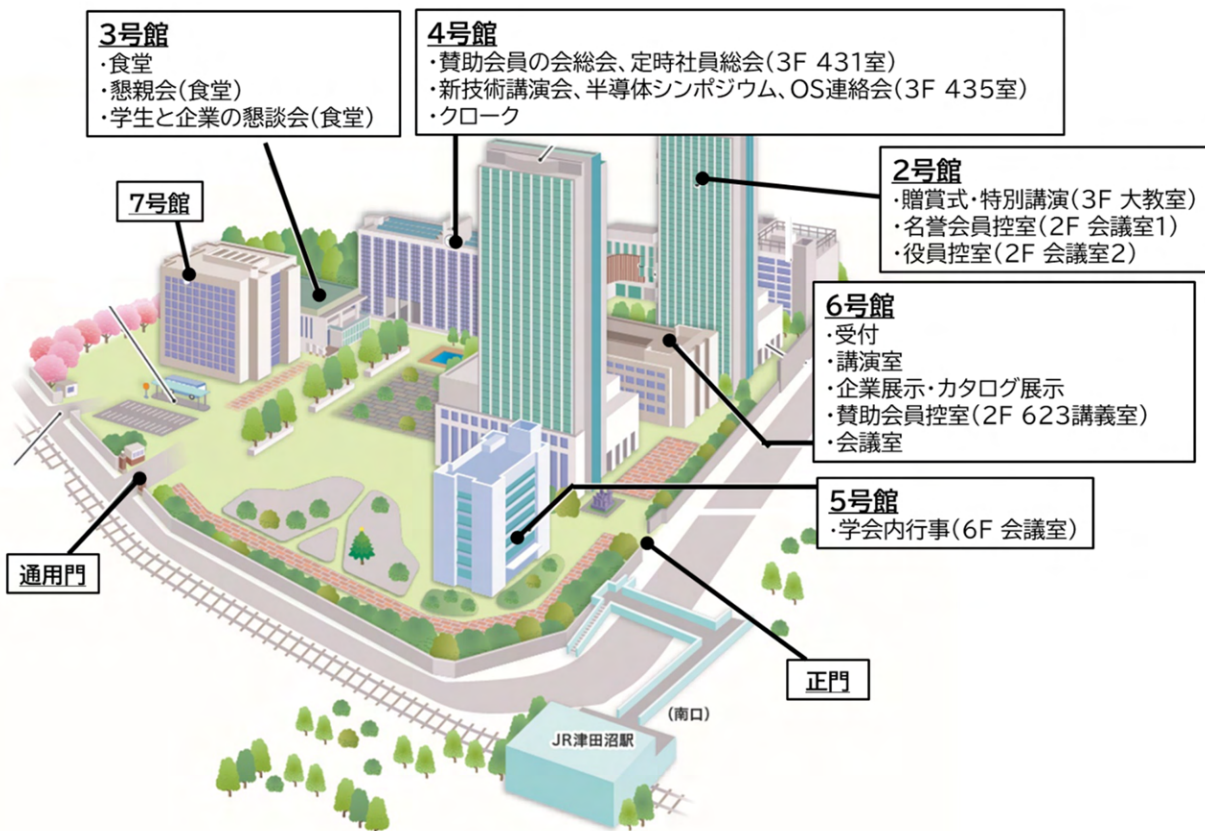 3号館
・食堂
・懇親会(食堂)
・学生と企業の懇談会(食堂)
4号館
・賛助会員の会総会、定時社員総会(3F 431室)
・新技術講演会、半導体シンポジウム、OS連絡会(3F 435室)
・クローク
2号館
・贈賞式・特別講演(3F 大教室)
・名誉会員控室(2F 会議室1)
・役員控室(2F 会議室2)
7号館
6号館
・受付
・講演室
・企業展示・カタログ展示
・賛助会員控室(2F 623講義室)
・会議室
5号館
・学会内行事(6F 会議室)
通用門
正門
(南口)
JR津田沼駅